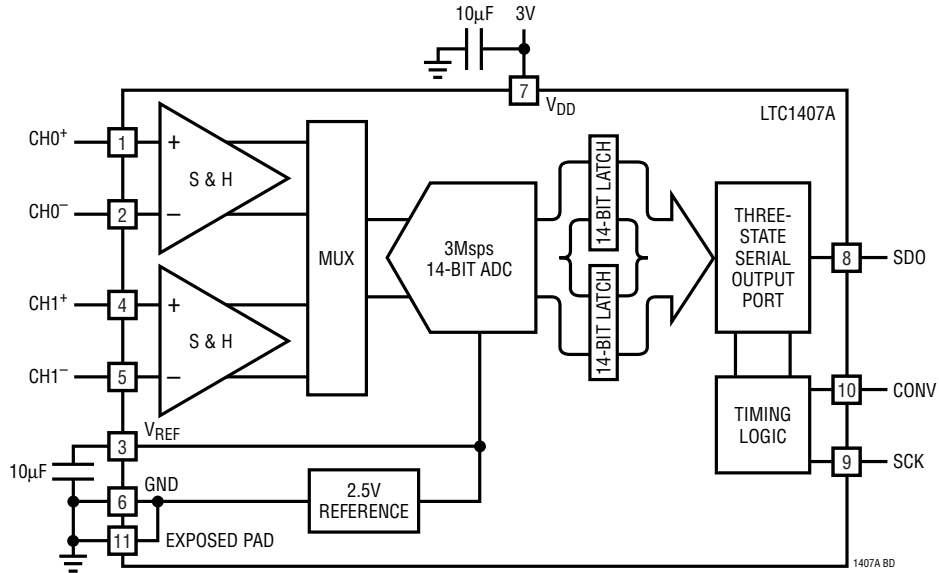 10µF
3V
7
VDD
LTC1407A
CH0+
1
+
S & H
CH0–
2
–
MUX
3Msps
14-BIT ADC
14-BIT LATCH
14-BIT LATCH
THREE-
STATE
SERIAL
OUTPUT
PORT
8
SDO
CH1+
4
+
S & H
CH1–
5
–
TIMING
LOGIC
10
CONV
9
SCK
VREF
3
10µF
GND
6
2.5V
REFERENCE
11
EXPOSED PAD
1407A BD